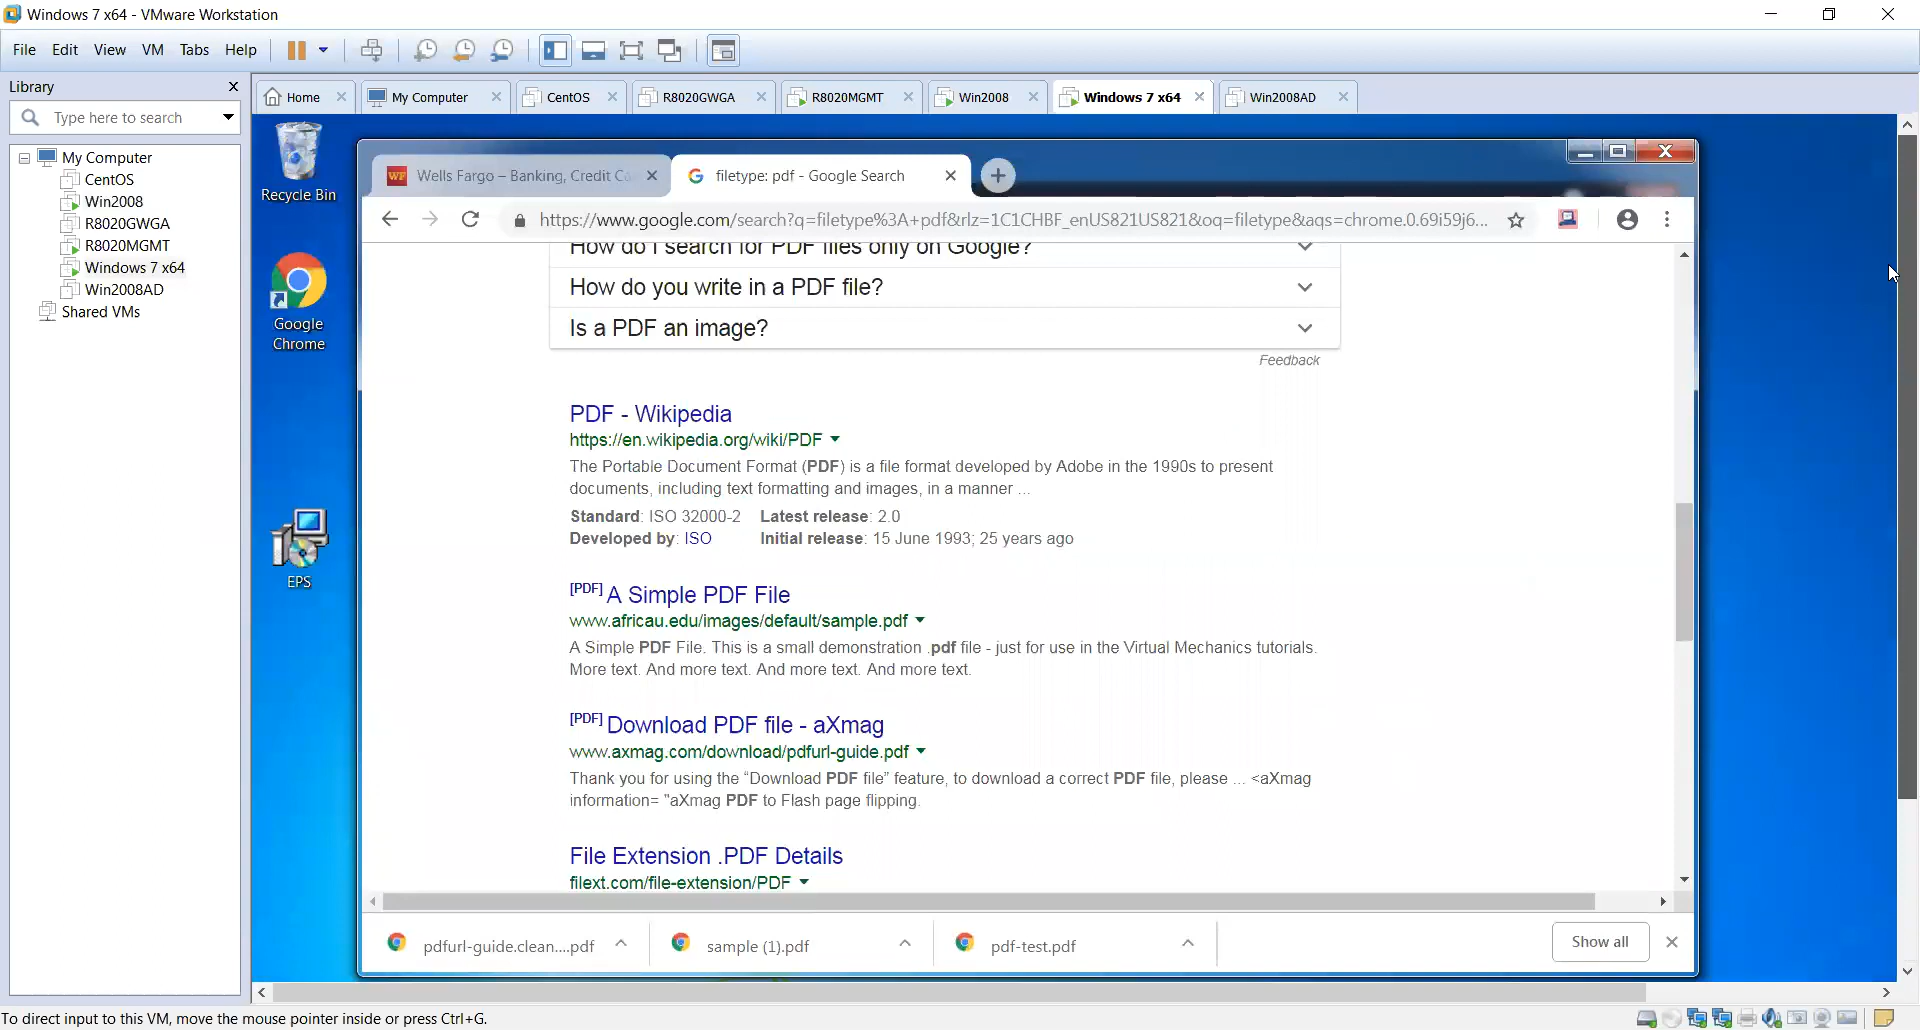 Windows 7 x64 - VMware Workstation
File Edit View VM Tabs Help
Library
Home My Computer CentOS R8020GWGA R8020MGMT Win2008 Windows 7 x64 Win2008AD
Type here to search
My Computer
CentOS
Win2008
R8020GWGA
R8020MGMT
Windows 7 x64
Win2008AD
Shared VMs
Recycle Bin
Google
Chrome
EPS
WF Wells Fargo – Banking, Credit C
filetype: pdf - Google Search
https://www.google.com/search?q=filetype%3A+pdf&rlz=1C1CHBF_enUS821US821&oq=filetype&aqs=chrome.0.69i59j6...
How do I search for PDF files only on Google?
How do you write in a PDF file?
Is a PDF an image?
Feedback
PDF - Wikipedia
https://en.wikipedia.org/wiki/PDF
The Portable Document Format (PDF) is a file format developed by Adobe in the 1990s to present
documents, including text formatting and images, in a manner ...
Standard: ISO 32000-2 Latest release: 2.0
Developed by: ISO Initial release: 15 June 1993; 25 years ago
[PDF] A Simple PDF File
www.africau.edu/images/default/sample.pdf
A Simple PDF File. This is a small demonstration .pdf file - just for use in the Virtual Mechanics tutorials.
More text. And more text. And more text. And more text.
[PDF] Download PDF file - aXmag
www.axmag.com/download/pdfurl-guide.pdf
Thank you for using the “Download PDF file” feature, to download a correct PDF file, please ... <aXmag
information= "aXmag PDF to Flash page flipping.
File Extension .PDF Details
filext.com/file-extension/PDF
pdfurl-guide.clean....pdf
sample (1).pdf
pdf-test.pdf
Show all
To direct input to this VM, move the mouse pointer inside or press Ctrl+G.